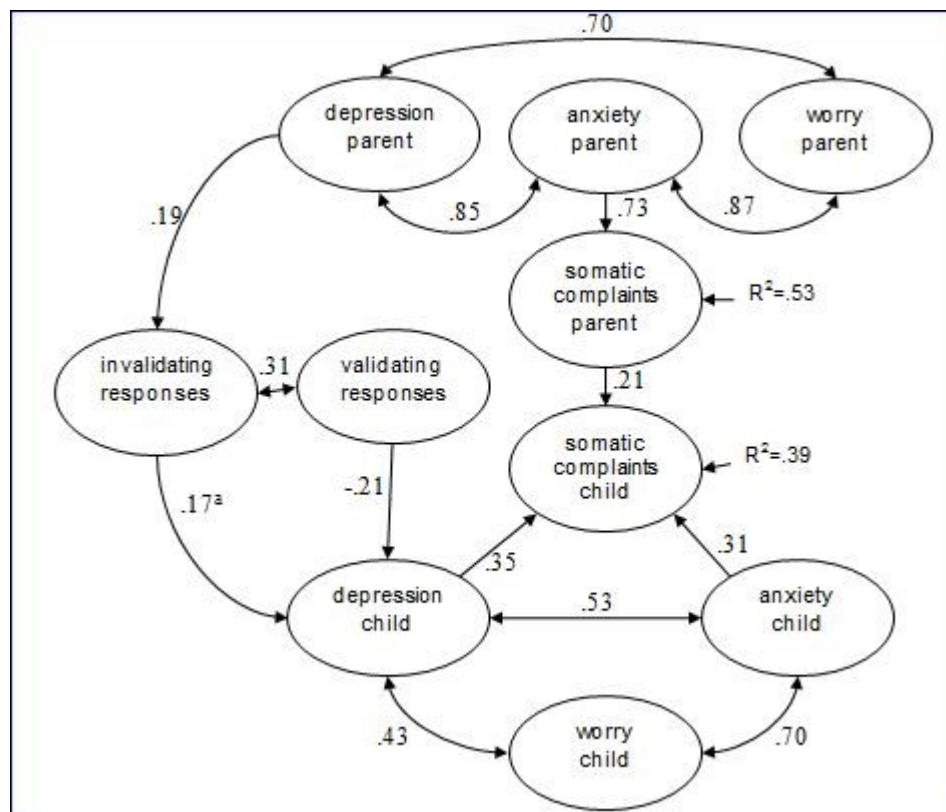 .70
depression
parent
anxiety
parent
worry
parent
.85
.87
.19
.73
somatic
complaints
parent
R²=.53
invalidating
responses
.31
validating
responses
.21
somatic
complaints
child
R²=.39
.17ª
-.21
.35
.31
depression
child
.53
anxiety
child
.43
worry
child
.70